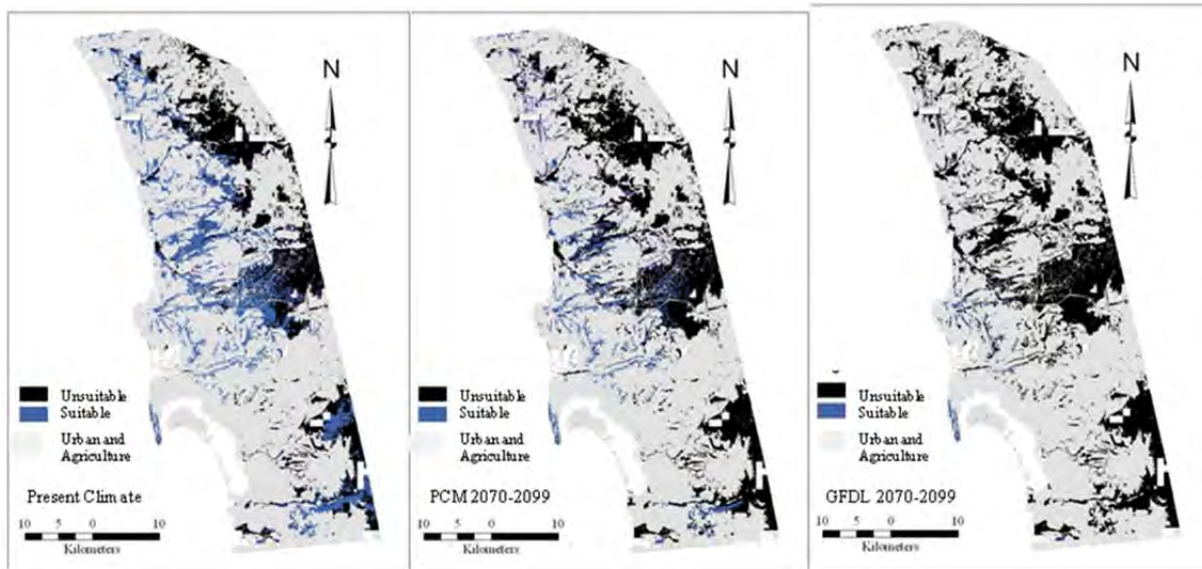 N
Unsuitable
Suitable
Urban and
Agriculture
Present Climate
10 5 0 10
Kilometers
N
Unsuitable
Suitable
Urban and
Agriculture
PCM 2070-2099
10 5 0 10
Kilometers
N
Unsuitable
Suitable
Urban and
Agriculture
GFDL 2070-2099
10 5 0 10
Kilometers